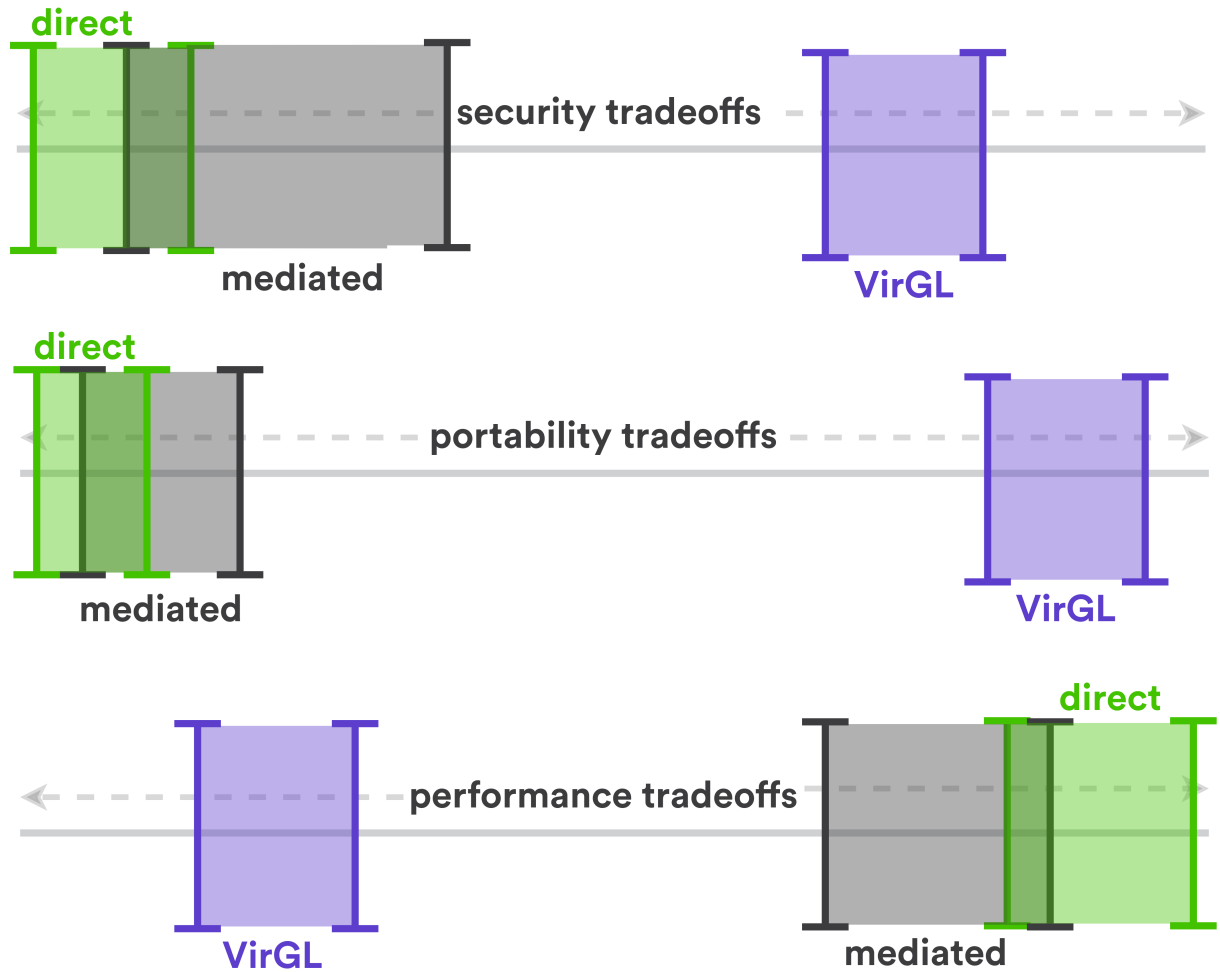 direct
security tradeoffs
mediated
VirGL
direct
portability tradeoffs
mediated
VirGL
direct
performance tradeoffs
mediated
VirGL